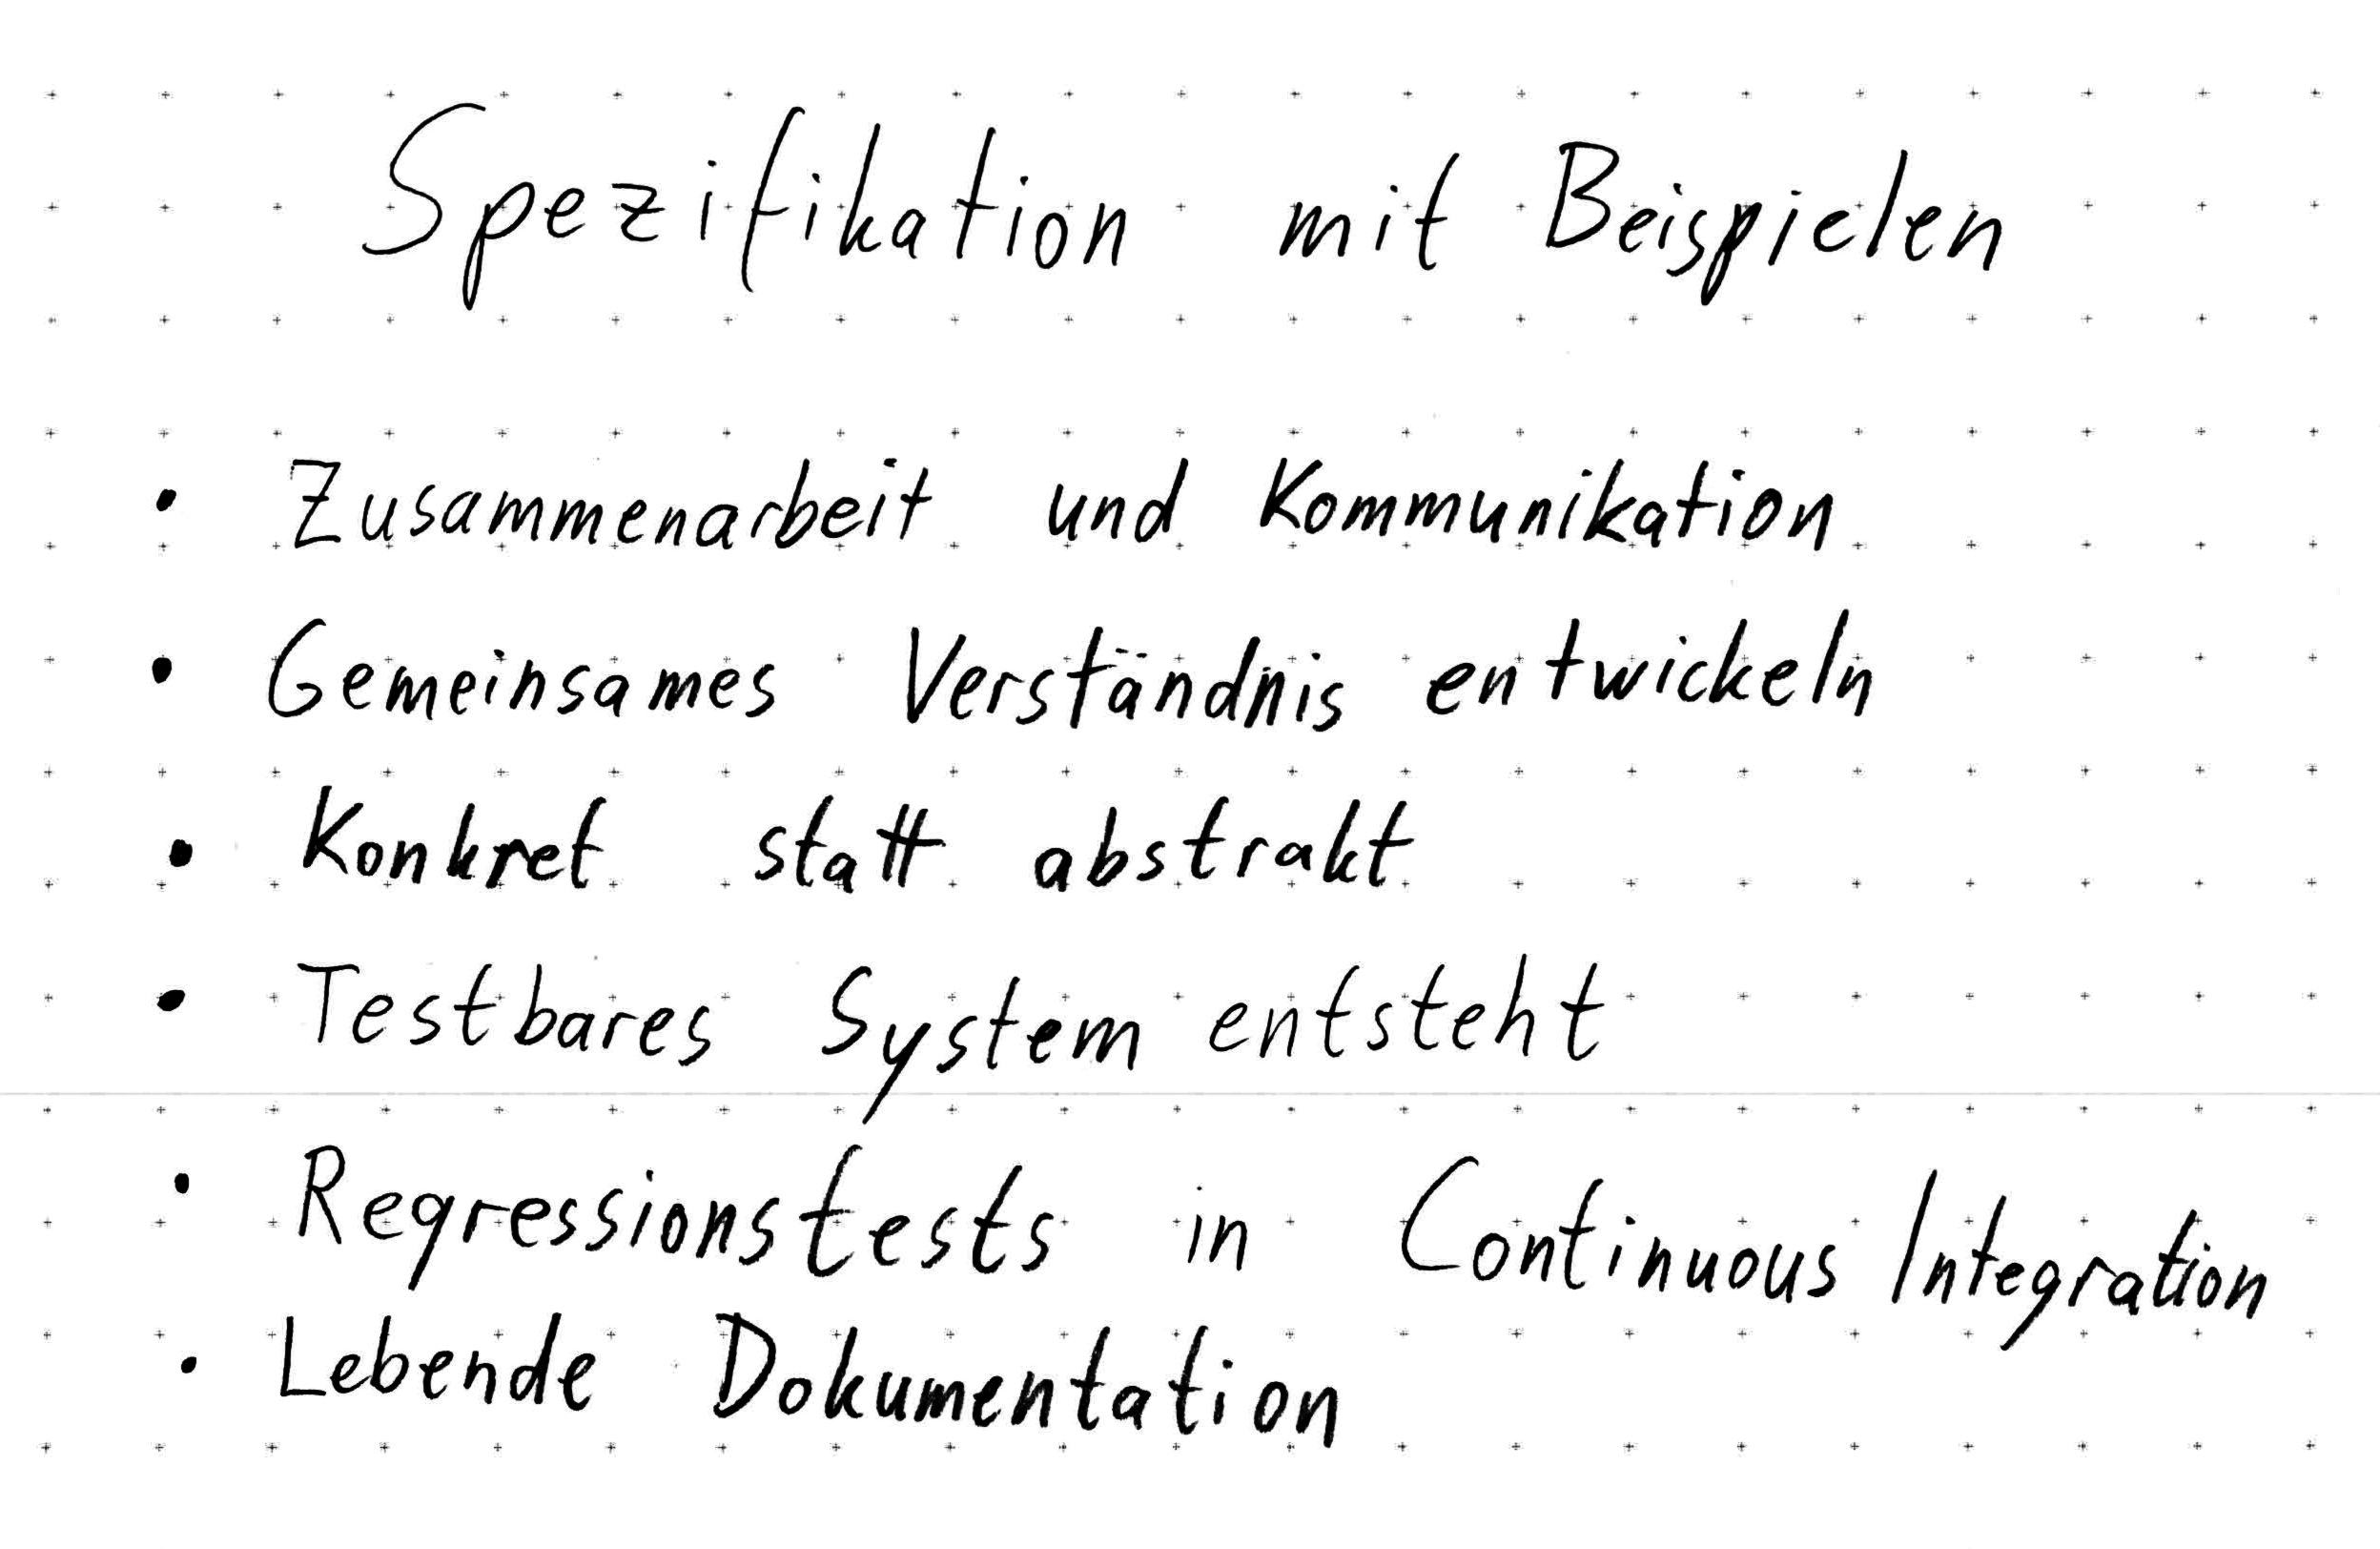 Spezifikation mit Beispielen
• Zusammenarbeit und Kommunikation
• Gemeinsames Verständnis entwickeln
• Konkret statt abstrakt
• Testbares System entsteht
• Regressionstests in Continuous Integration
• Lebende Dokumentation